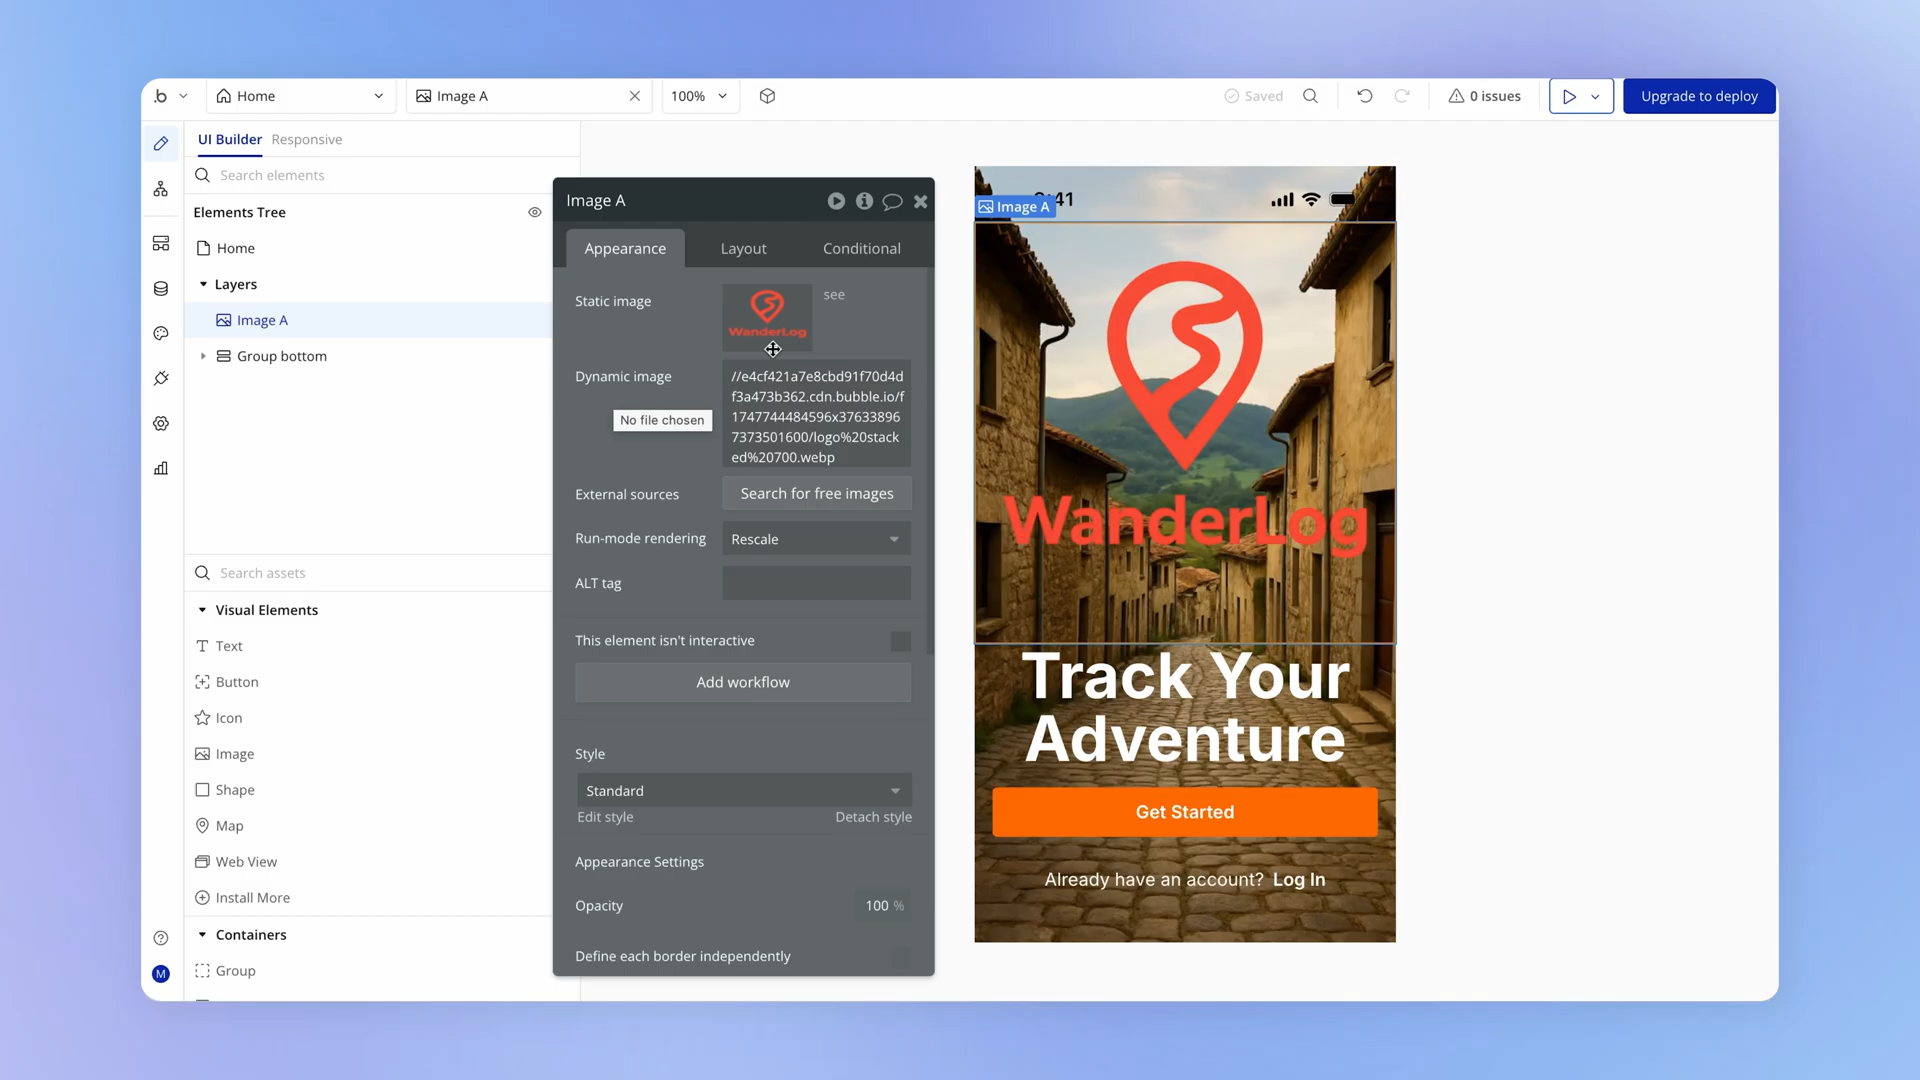 .b
Home
Image A
100%
Saved
0 issues
Upgrade to deploy
UI Builder
Responsive
Search elements
Elements Tree
Home
Layers
Image A
Group bottom
Search assets
Visual Elements
Text
Button
Icon
Image
Shape
Map
Web View
Install More
Containers
Group
M
Image A
Appearance
Layout
Conditional
Static image
WanderLog
see
Dynamic image
//e4cf421a7e8cbd91f70d4d
f3a473b362.cdn.bubble.io/f
1747744484596x37633896
7373501600/logo%20stack
ed%20700.webp
No file chosen
External sources
Search for free images
Run-mode rendering
Rescale
ALT tag
This element isn't interactive
Add workflow
Style
Standard
Edit style
Detach style
Appearance Settings
Opacity
100 %
Define each border independently
Image A
WanderLog
Track Your
Adventure
Get Started
Already have an account? Log In